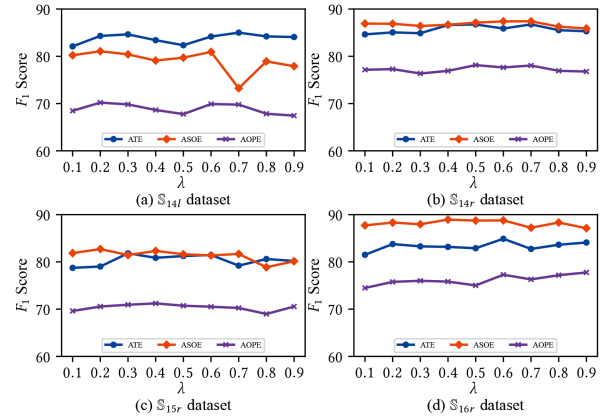 90
80
70
60
F₁ Score
ATE ASOE AOPE
0.1 0.2 0.3 0.4 0.5 0.6 0.7 0.8 0.9
λ
(a) 𝕊₁₄ₗ dataset
90
80
70
60
F₁ Score
ATE ASOE AOPE
0.1 0.2 0.3 0.4 0.5 0.6 0.7 0.8 0.9
λ
(b) 𝕊₁₄ᵣ dataset
90
80
70
60
F₁ Score
ATE ASOE AOPE
0.1 0.2 0.3 0.4 0.5 0.6 0.7 0.8 0.9
λ
(c) 𝕊₁₅ᵣ dataset
90
80
70
60
F₁ Score
ATE ASOE AOPE
0.1 0.2 0.3 0.4 0.5 0.6 0.7 0.8 0.9
λ
(d) 𝕊₁₆ᵣ dataset